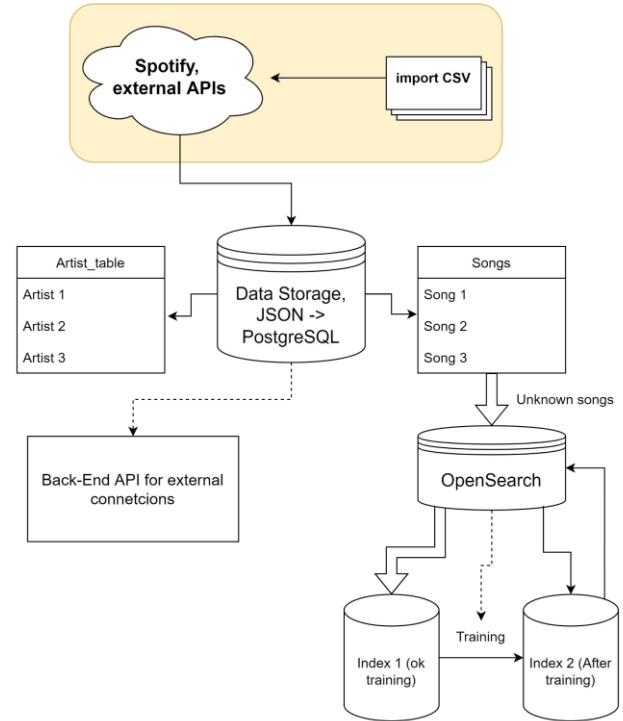 Spotify,
external APIs
import CSV
Artist_table
Artist 1
Artist 2
Artist 3
Data Storage,
JSON ->
PostgreSQL
Songs
Song 1
Song 2
Song 3
Unknown songs
Back-End API for external
connetcions
OpenSearch
Training
Index 1 (ok
training)
Index 2 (After
training)